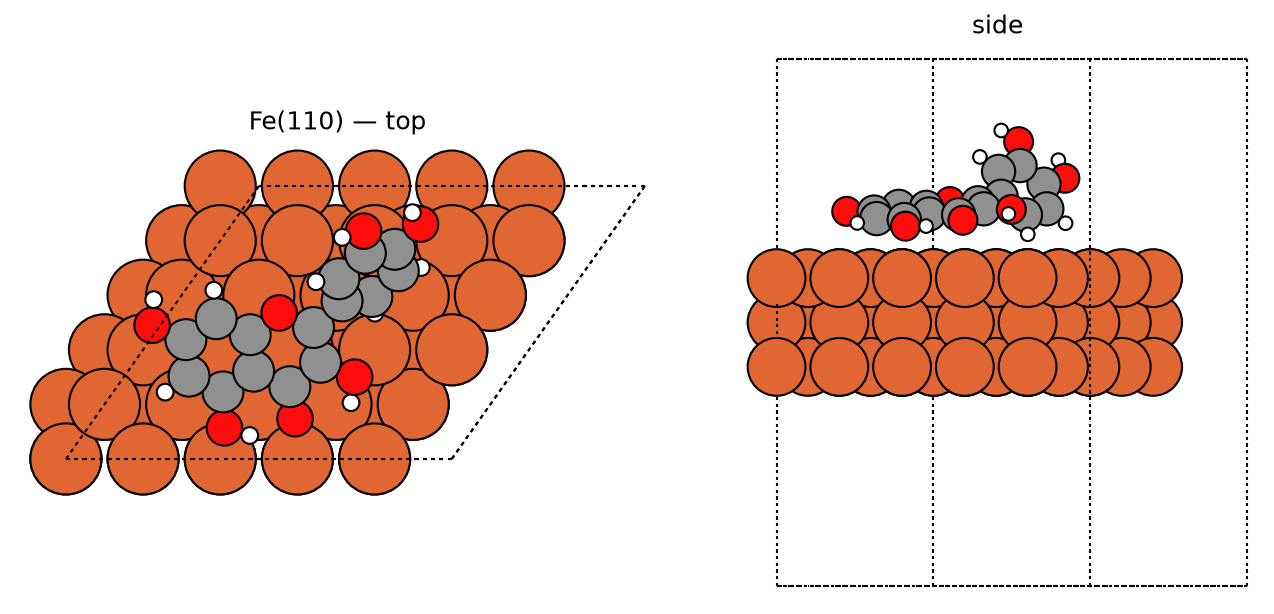 side
Fe(110) — top